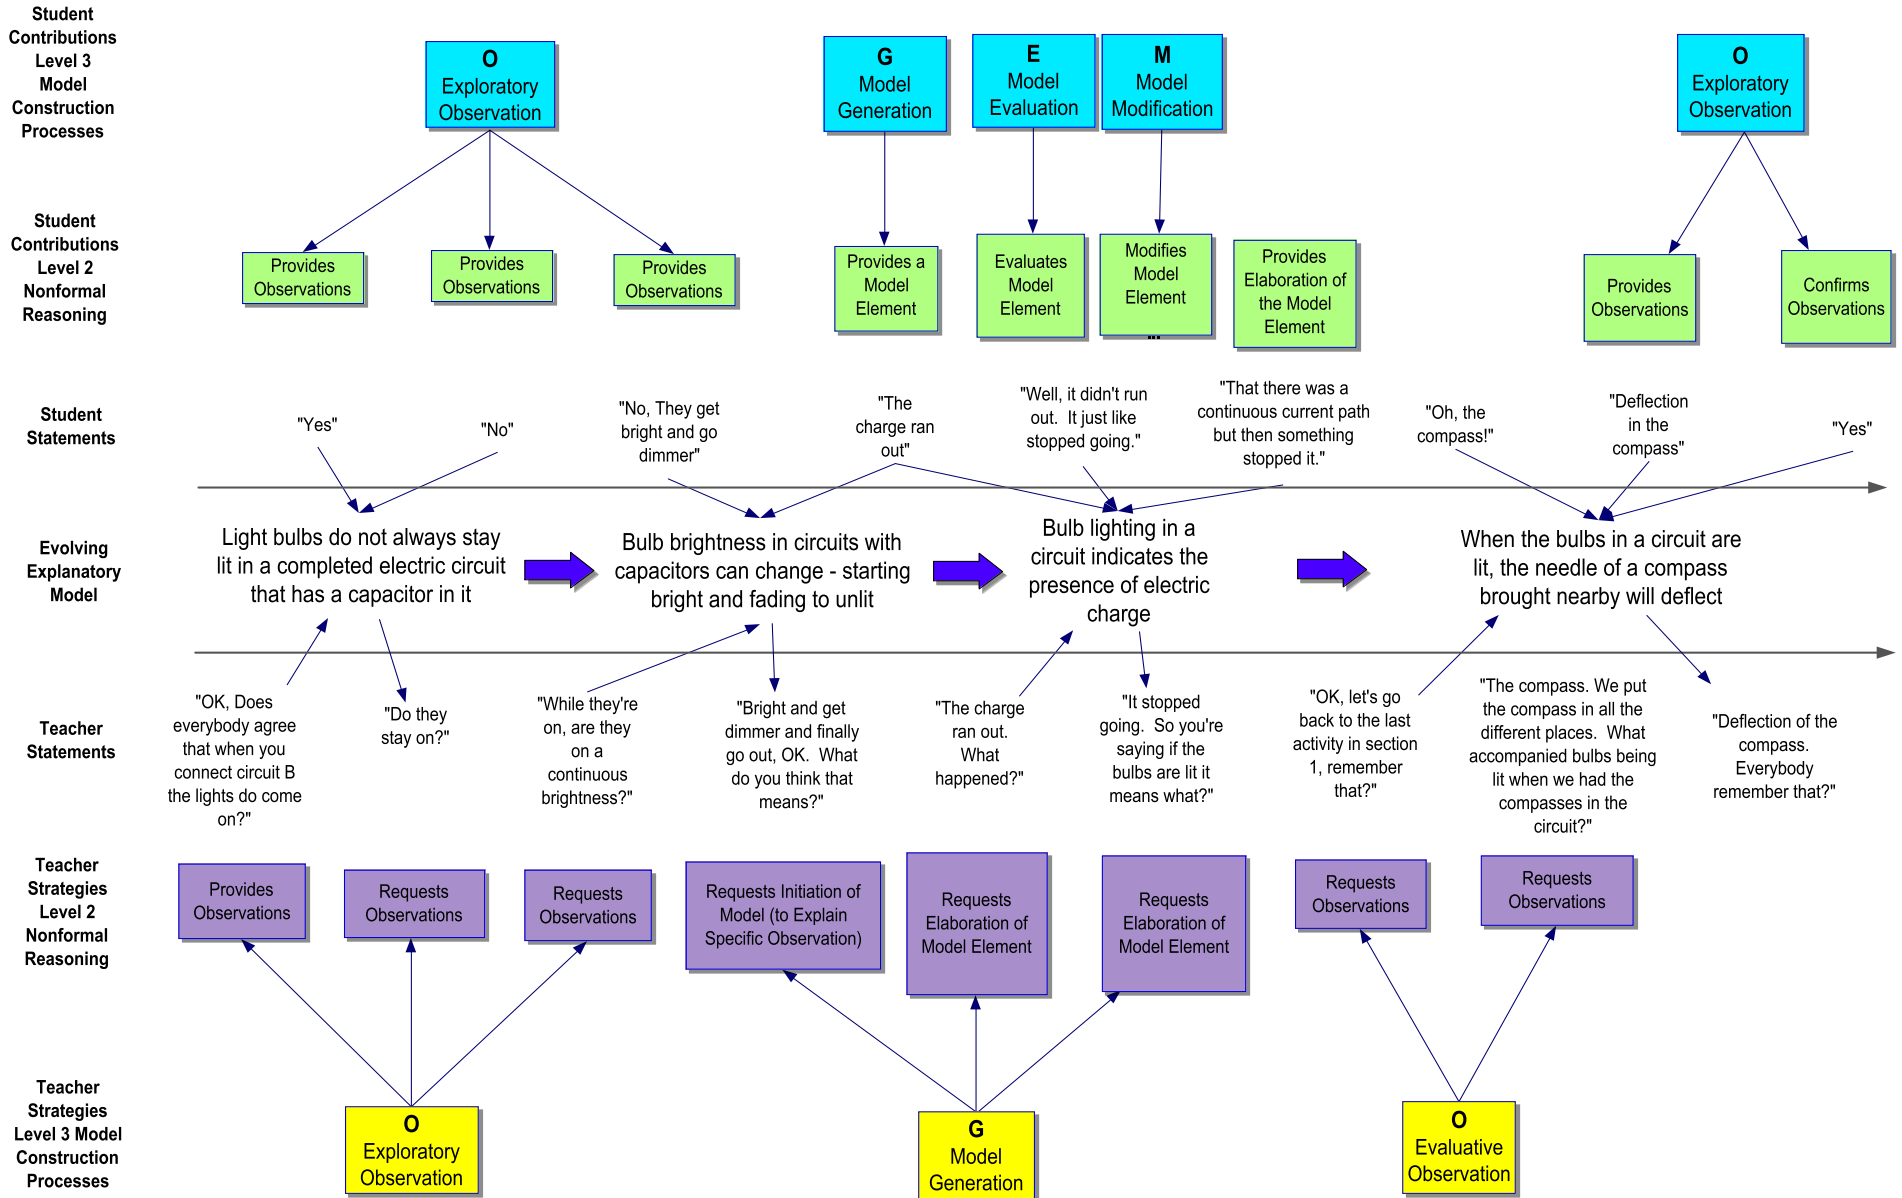 Student
Contributions
Level 3
Model
Construction
Processes
O
Exploratory
Observation
G
Model
Generation
E
Model
Evaluation
M
Model
Modification
O
Exploratory
Observation
Student
Contributions
Level 2
Nonformal
Reasoning
Provides
Observations
Provides
Observations
Provides
Observations
Provides a
Model
Element
Evaluates
Model
Element
Modifies
Model
Element
...
Provides
Elaboration of
the Model
Element
Provides
Observations
Confirms
Observations
Student
Statements
"Yes"
"No"
"No, They get
bright and go
dimmer"
"The
charge ran
out"
"Well, it didn't run
out.  It just like
stopped going."
"That there was a
continuous current path
but then something
stopped it."
"Oh, the
compass!"
"Deflection
in the
compass"
"Yes"
Evolving
Explanatory
Model
Light bulbs do not always stay
lit in a completed electric circuit
that has a capacitor in it
Bulb brightness in circuits with
capacitors can change - starting
bright and fading to unlit
Bulb lighting in a
circuit indicates the
presence of electric
charge
When the bulbs in a circuit are
lit, the needle of a compass
brought nearby will deflect
Teacher
Statements
"OK, Does
everybody agree
that when you
connect circuit B
the lights do come
on?"
"Do they
stay on?"
"While they're
on, are they
on a
continuous
brightness?"
"Bright and get
dimmer and finally
go out, OK.  What
do you think that
means?"
"The charge
ran out.
What
happened?"
"It stopped
going.  So you're
saying if the
bulbs are lit it
means what?"
"OK, let's go
back to the last
activity in section
1, remember
that?"
"The compass. We put
the compass in all the
different places.  What
accompanied bulbs being
lit when we had the
compasses in the
circuit?"
"Deflection of the
compass.
Everybody
remember that?"
Teacher
Strategies
Level 2
Nonformal
Reasoning
Provides
Observations
Requests
Observations
Requests
Observations
Requests Initiation of
Model (to Explain
Specific Observation)
Requests
Elaboration of
Model Element
Requests
Elaboration of
Model Element
Requests
Observations
Requests
Observations
Teacher
Strategies
Level 3 Model
Construction
Processes
O
Exploratory
Observation
G
Model
Generation
O
Evaluative
Observation